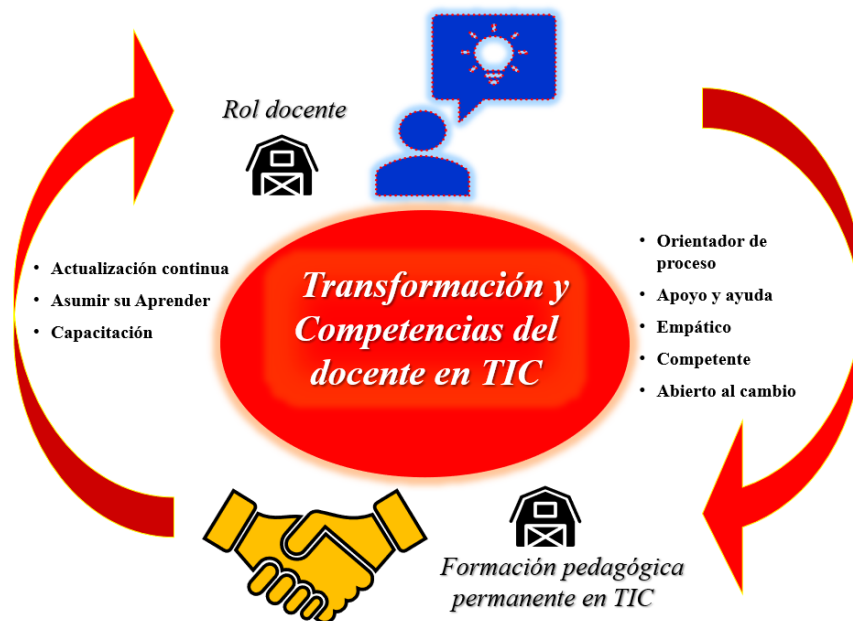 Rol docente
• Actualización continua
• Asumir su Aprender
• Capacitación
Transformación y
Competencias del
docente en TIC
• Orientador de
proceso
• Apoyo y ayuda
• Empático
• Competente
• Abierto al cambio
Formación pedagógica
permanente en TIC